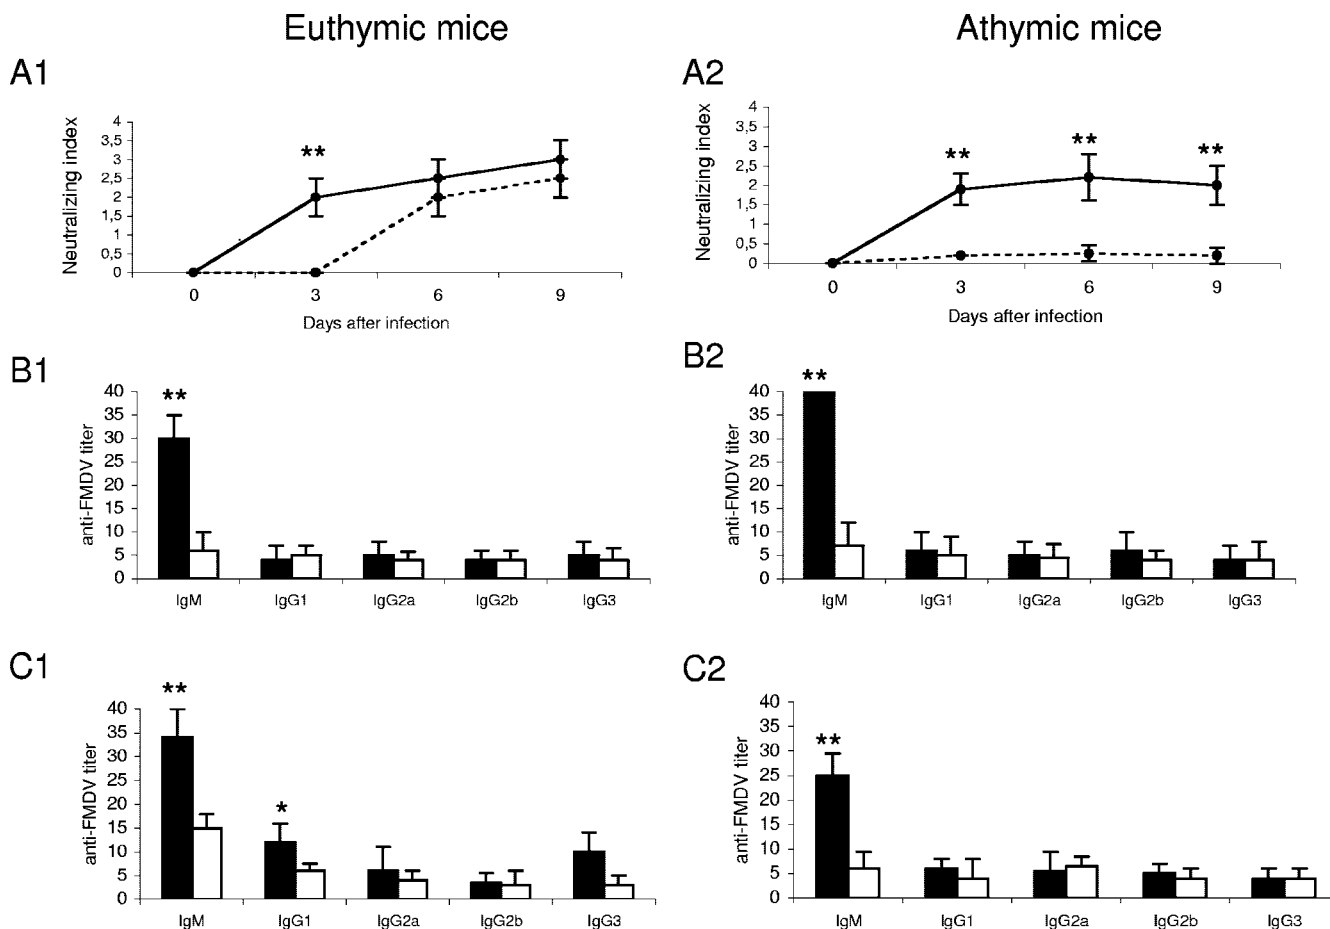 Euthymic mice
Athymic mice
A1
Neutralizing index
4
3,5
3
2,5
2
1,5
1
0,5
0
**
0 3 6 9
Days after infection
A2
Neutralizing index
4
3,5
3
2,5
2
1,5
1
0,5
0
** ** **
0 3 6 9
Days after infection
B1
anti-FMDV titer
40
35
30
25
20
15
10
5
0
**
IgM IgG1 IgG2a IgG2b IgG3
B2
anti-FMDV titer
40
35
30
25
20
15
10
5
0
**
IgM IgG1 IgG2a IgG2b IgG3
C1
anti-FMDV titer
40
35
30
25
20
15
10
5
0
**
*
IgM IgG1 IgG2a IgG2b IgG3
C2
anti-FMDV titer
40
35
30
25
20
15
10
5
0
**
IgM IgG1 IgG2a IgG2b IgG3